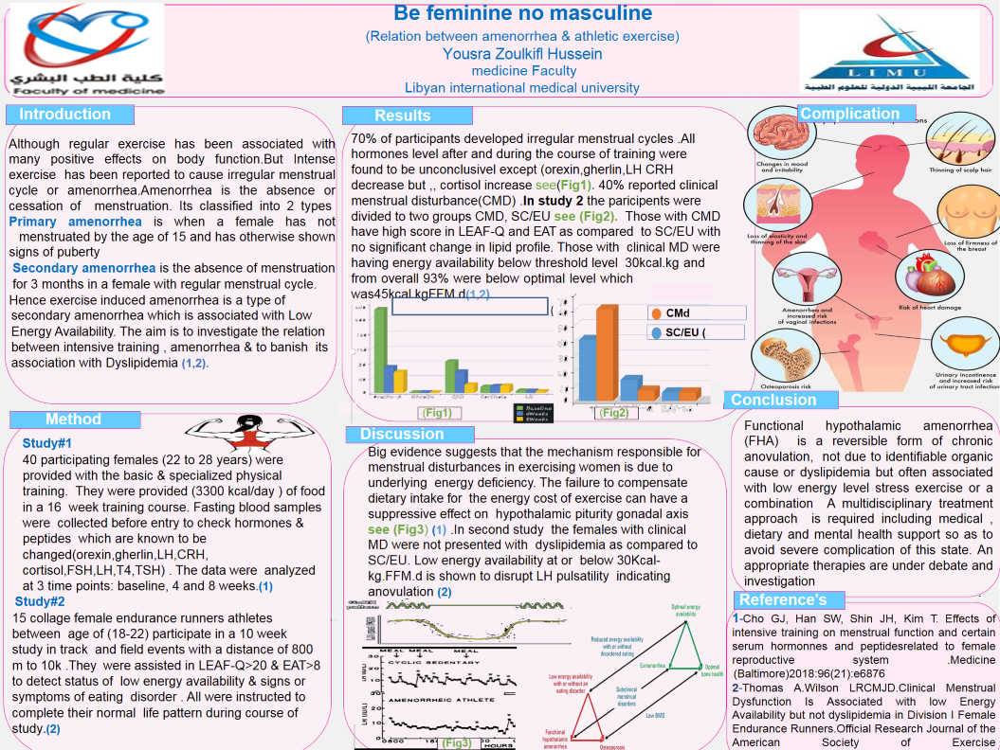 Be feminine no masculine
(Relation between amenorrhea & athletic exercise)
Yousra Zoulkifl Hussein
medicine Faculty
Libyan international medical university
كلية الطب البشري
Faculty of medicine
LIMU
الجامعة الليبية الدولية للعلوم الطبية
Introduction
Although regular exercise has been associated with
many positive effects on body function.But Intense
exercise has been reported to cause irregular menstrual
cycle or amenorrhea.Amenorrhea is the absence or
cessation of menstruation. Its classified into 2 types
Primary amenorrhea is when a female has not
menstruated by the age of 15 and has otherwise shown
signs of puberty
Secondary amenorrhea is the absence of menstruation
for 3 months in a female with regular menstrual cycle.
Hence exercise induced amenorrhea is a type of
secondary amenorrhea which is associated with Low
Energy Availability. The aim is to investigate the relation
between intensive training , amenorrhea & to banish its
association with Dyslipidemia (1,2).
Method
Study#1
40 participating females (22 to 28 years) were
provided with the basic & specialized physical
training. They were provided (3300 kcal/day ) of food
in a 16 week training course. Fasting blood samples
were collected before entry to check hormones &
peptides which are known to be
changed(orexin,gherlin,LH,CRH,
cortisol,FSH,LH,T4,TSH) . The data were analyzed
at 3 time points: baseline, 4 and 8 weeks.(1)
Study#2
15 collage female endurance runners athletes
between age of (18-22) participate in a 10 week
study in track and field events with a distance of 800
m to 10k .They were assisted in LEAF-Q>20 & EAT>8
to detect status of low energy availability & signs or
symptoms of eating disorder . All were instructed to
complete their normal life pattern during course of
study.(2)
Results
70% of participants developed irregular menstrual cycles .All
hormones level after and during the course of training were
found to be unconclusivel except (orexin,gherlin,LH CRH
decrease but ,, cortisol increase see(Fig1). 40% reported clinical
menstrual disturbance(CMD) .In study 2 the paricipents were
divided to two groups CMD, SC/EU see (Fig2). Those with CMD
have high score in LEAF-Q and EAT as compared to SC/EU with
no significant change in lipid profile. Those with clinical MD were
having energy availability below threshold level 30kcal.kg and
from overall 93% were below optimal level which
was45kcal.kgFFM.d(1,2)
(
CMd
SC/EU (
(Fig1)
Baseline
4Weeks
8Weeks
(Fig2)
Discussion
Big evidence suggests that the mechanism responsible for
menstrual disturbances in exercising women is due to
underlying energy deficiency. The failure to compensate
dietary intake for the energy cost of exercise can have a
suppressive effect on hypothalamic piturity gonadal axis
see (Fig3) (1) .In second study the females with clinical
MD were not presented with dyslipidemia as compared to
SC/EU. Low energy availability at or below 30Kcal-
kg.FFM.d is shown to disrupt LH pulsatility indicating
anovulation (2)
MEAL MEAL MEAL
CYCLIC SEDENTARY
AMENORRHEIC ATHLETE
LH (IU/L)
30
20
10
0
HOURS
(Fig3)
Optimal energy
availability
Reduced energy availability
with or without
disordered eating
Eumenorrhea
Optimal
bone health
Low energy availability
with or without an
eating disorder
Subclinical
menstrual
disorders
Low BMD
Functional
hypothalamic
amenorrhea
Osteoporosis
Complication
Changes in mood
and irritability
Thinning of scalp hair
Loss of elasticity and
thinning of the skin
Loss of firmness of
the breast
Amenorrhea and
increased risk
of vaginal infections
Risk of heart damage
Osteoporosis risk
Urinary incontinence
and increased risk
of urinary tract infection
Conclusion
Functional hypothalamic amenorrhea
(FHA) is a reversible form of chronic
anovulation, not due to identifiable organic
cause or dyslipidemia but often associated
with low energy level stress exercise or a
combination A multidisciplinary treatment
approach is required including medical ,
dietary and mental health support so as to
avoid severe complication of this state. An
appropriate therapies are under debate and
investigation
Reference's
1-Cho GJ, Han SW, Shin JH, Kim T. Effects of
intensive training on menstrual function and certain
serum hormonnes and peptidesrelated to female
reproductive system .Medicine
(Baltimore)2018:96(21);e6876
2-Thomas A.Wilson LRCMJD.Clinical Menstrual
Dysfunction Is Associated with low Energy
Availability but not dyslipidemia in Division I Female
Endurance Runners.Official Research Journal of the
American Society of Exercise